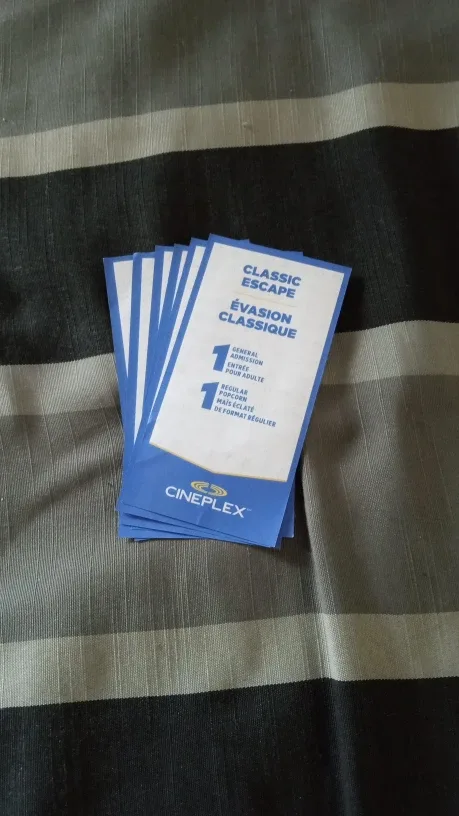 CLASSIC
ESCAPE
ÉVASION
CLASSIQUE
1 GENERAL
ADMISSION
ENTRÉE
POUR ADULTE
1 REGULAR
POPCORN
MAÏS ÉCLATÉ
DE FORMAT RÉGULIER
CINEPLEX